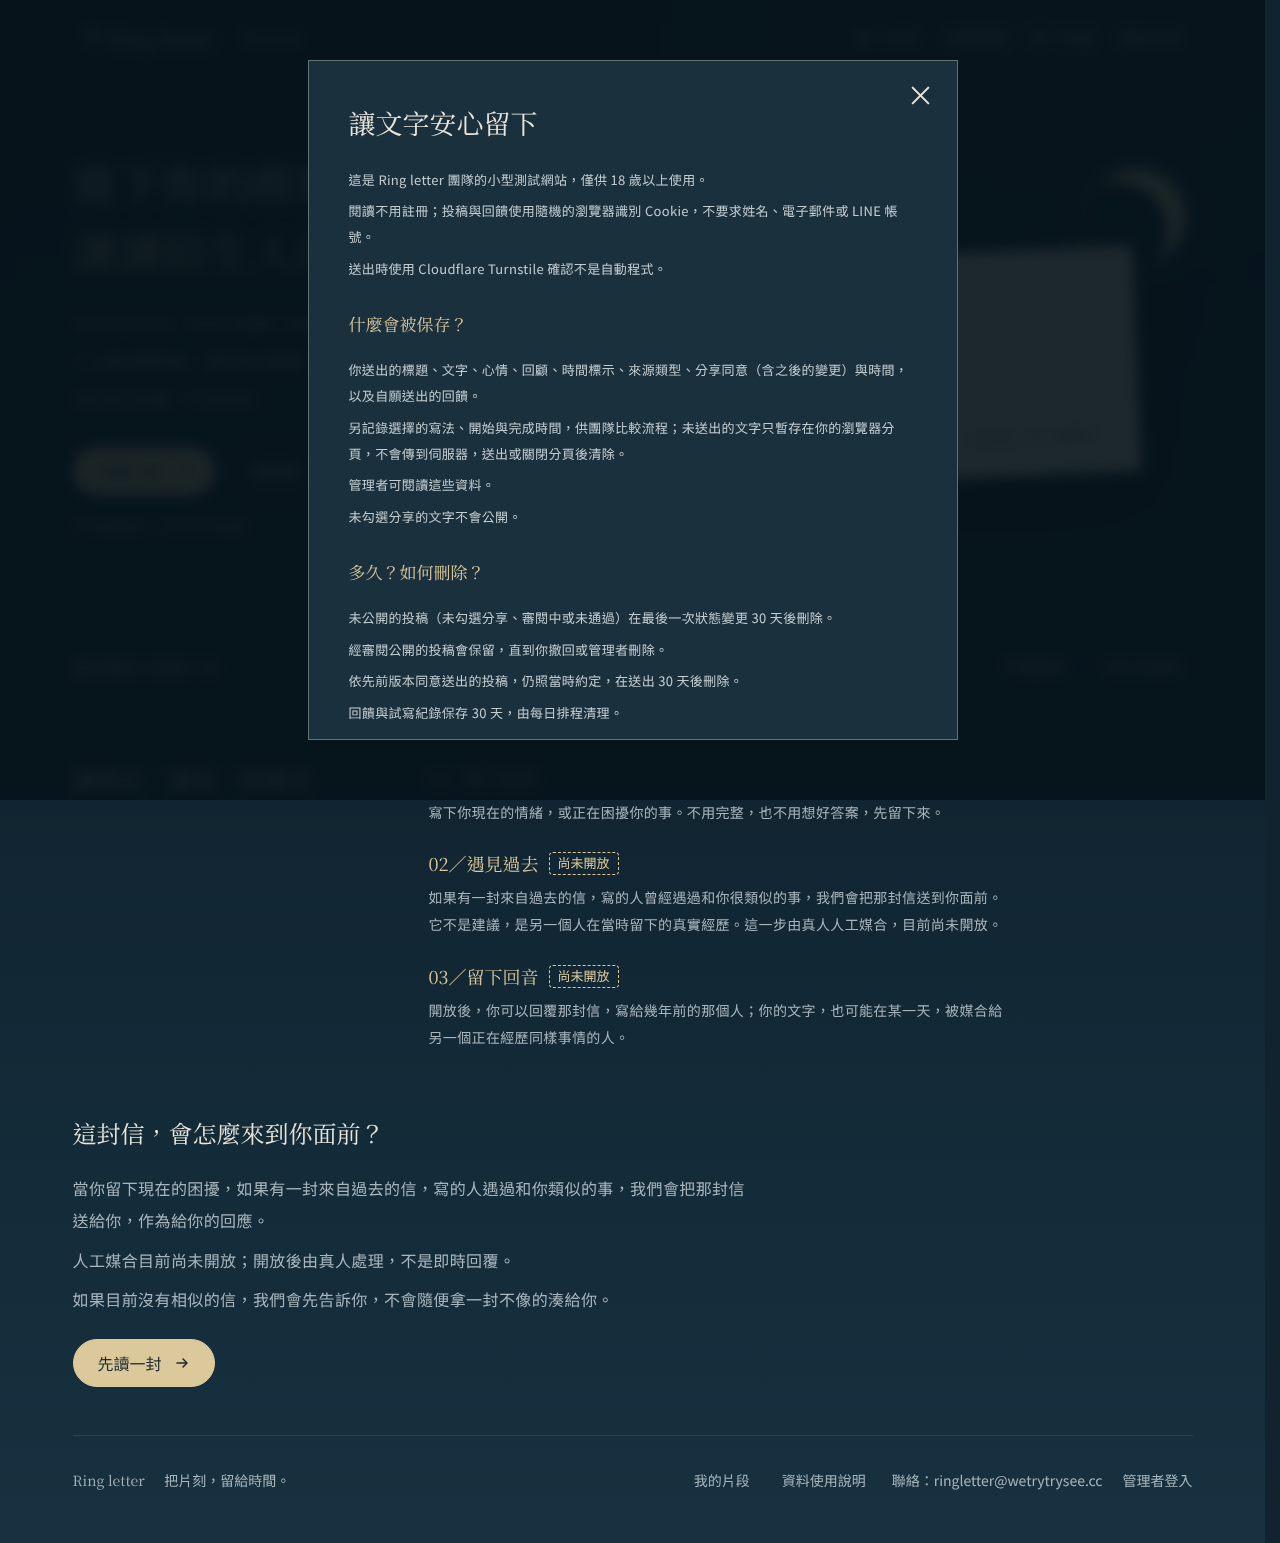 讓文字安心留下
這是 Ring letter 團隊的小型測試網站，僅供 18 歲以上使用。
閱讀不用註冊；投稿與回饋使用隨機的瀏覽器識別 Cookie，不要求姓名、電子郵件或 LINE 帳
號。
送出時使用 Cloudflare Turnstile 確認不是自動程式。
什麼會被保存？
你送出的標題、文字、心情、回顧、時間標示、來源類型、分享同意（含之後的變更）與時間，
以及自願送出的回饋。
另記錄選擇的寫法、開始與完成時間，供團隊比較流程；未送出的文字只暫存在你的瀏覽器分
頁，不會傳到伺服器，送出或關閉分頁後清除。
管理者可閱讀這些資料。
未勾選分享的文字不會公開。
多久？如何刪除？
未公開的投稿（未勾選分享、審閱中或未通過）在最後一次狀態變更 30 天後刪除。
經審閱公開的投稿會保留，直到你撤回或管理者刪除。
依先前版本同意送出的投稿，仍照當時約定，在送出 30 天後刪除。
回饋與試寫紀錄保存 30 天，由每日排程清理。
寫下你現在的情緒，或正在困擾你的事。不用完整，也不用想好答案，先留下來。
02／遇見過去 尚未開放
如果有一封來自過去的信，寫的人曾經遇過和你很類似的事，我們會把那封信送到你面前。
它不是建議，是另一個人在當時留下的真實經歷。這一步由真人人工媒合，目前尚未開放。
03／留下回音 尚未開放
開放後，你可以回覆那封信，寫給幾年前的那個人；你的文字，也可能在某一天，被媒合給
另一個正在經歷同樣事情的人。
這封信，會怎麼來到你面前？
當你留下現在的困擾，如果有一封來自過去的信，寫的人遇過和你類似的事，我們會把那封信
送給你，作為給你的回應。
人工媒合目前尚未開放；開放後由真人處理，不是即時回覆。
如果目前沒有相似的信，我們會先告訴你，不會隨便拿一封不像的湊給你。
先讀一封 →
Ring letter 把片刻，留給時間。 我的片段 資料使用說明 聯絡：ringletter@wetrytrysee.cc 管理者登入